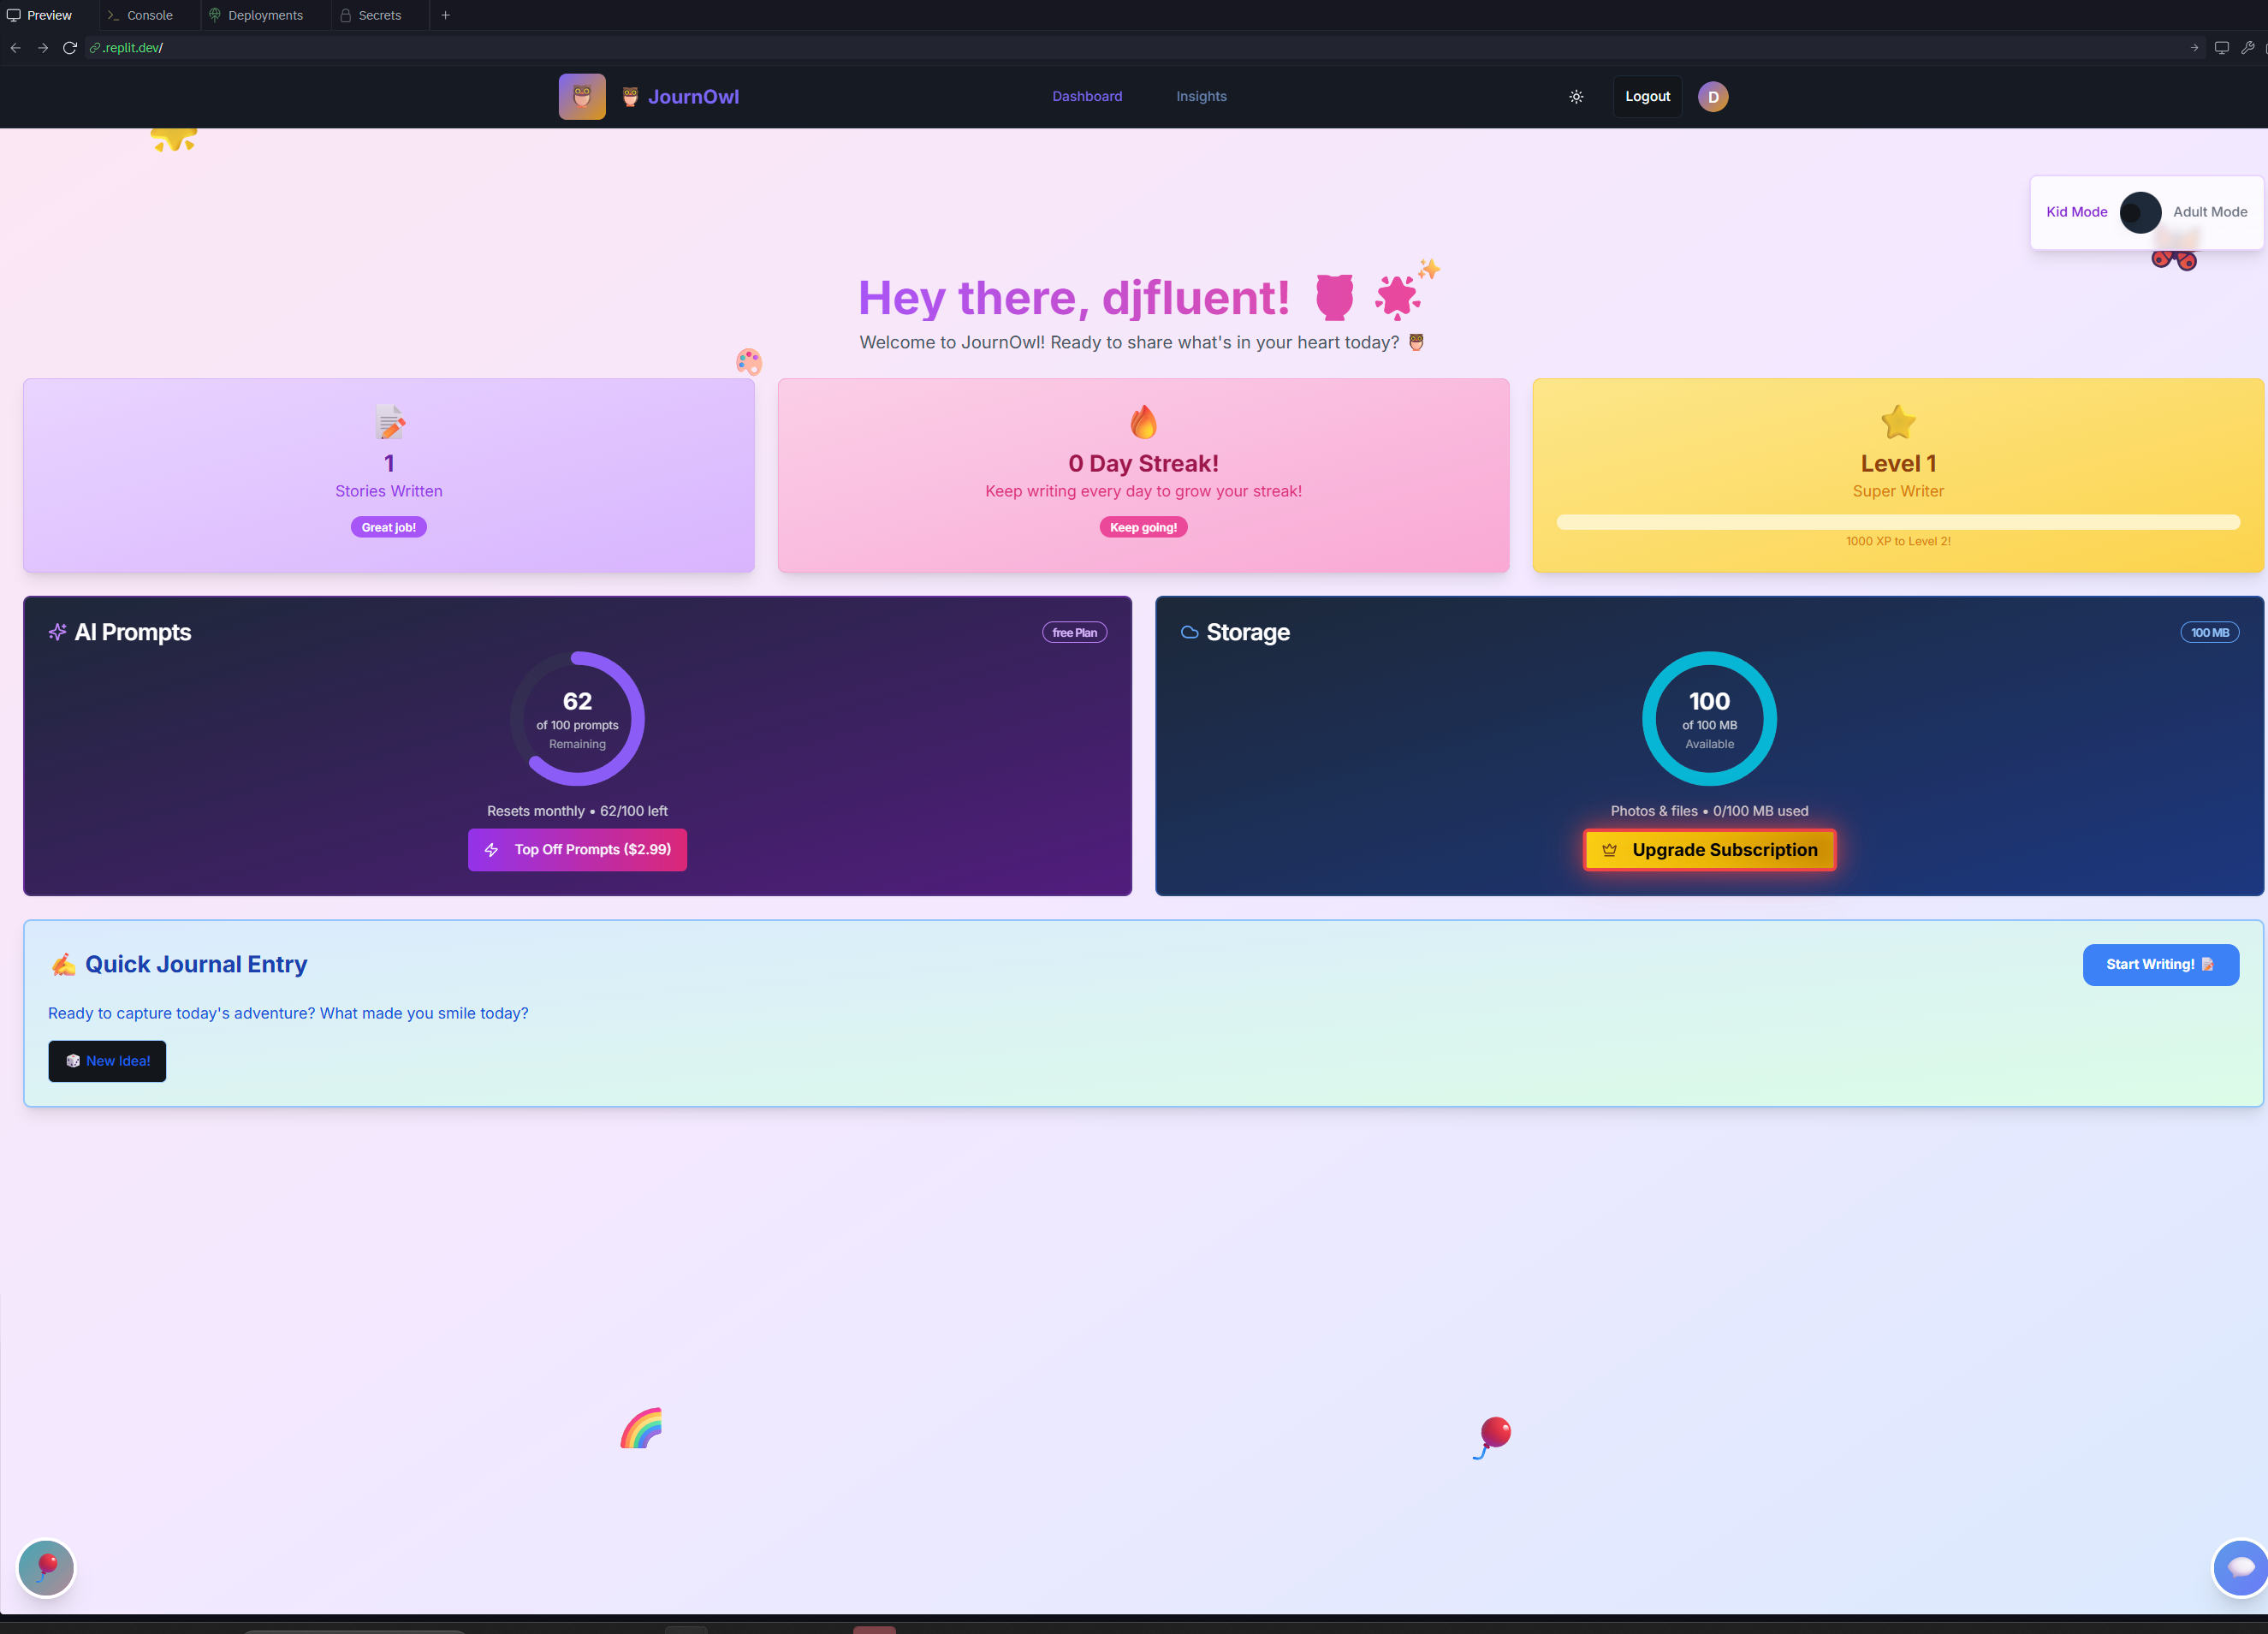 Preview
Console
Deployments
Secrets
.replit.dev/
JournOwl
Dashboard
Insights
Logout
D
Kid Mode
Adult Mode
Hey there, djfluent!
Welcome to JournOwl! Ready to share what's in your heart today?
1
Stories Written
Great job!
0 Day Streak!
Keep writing every day to grow your streak!
Keep going!
Level 1
Super Writer
1000 XP to Level 2!
AI Prompts
free Plan
62
of 100 prompts
Remaining
Resets monthly • 62/100 left
Top Off Prompts ($2.99)
Storage
100 MB
100
of 100 MB
Available
Photos & files • 0/100 MB used
Upgrade Subscription
Quick Journal Entry
Start Writing!
Ready to capture today's adventure? What made you smile today?
New Idea!